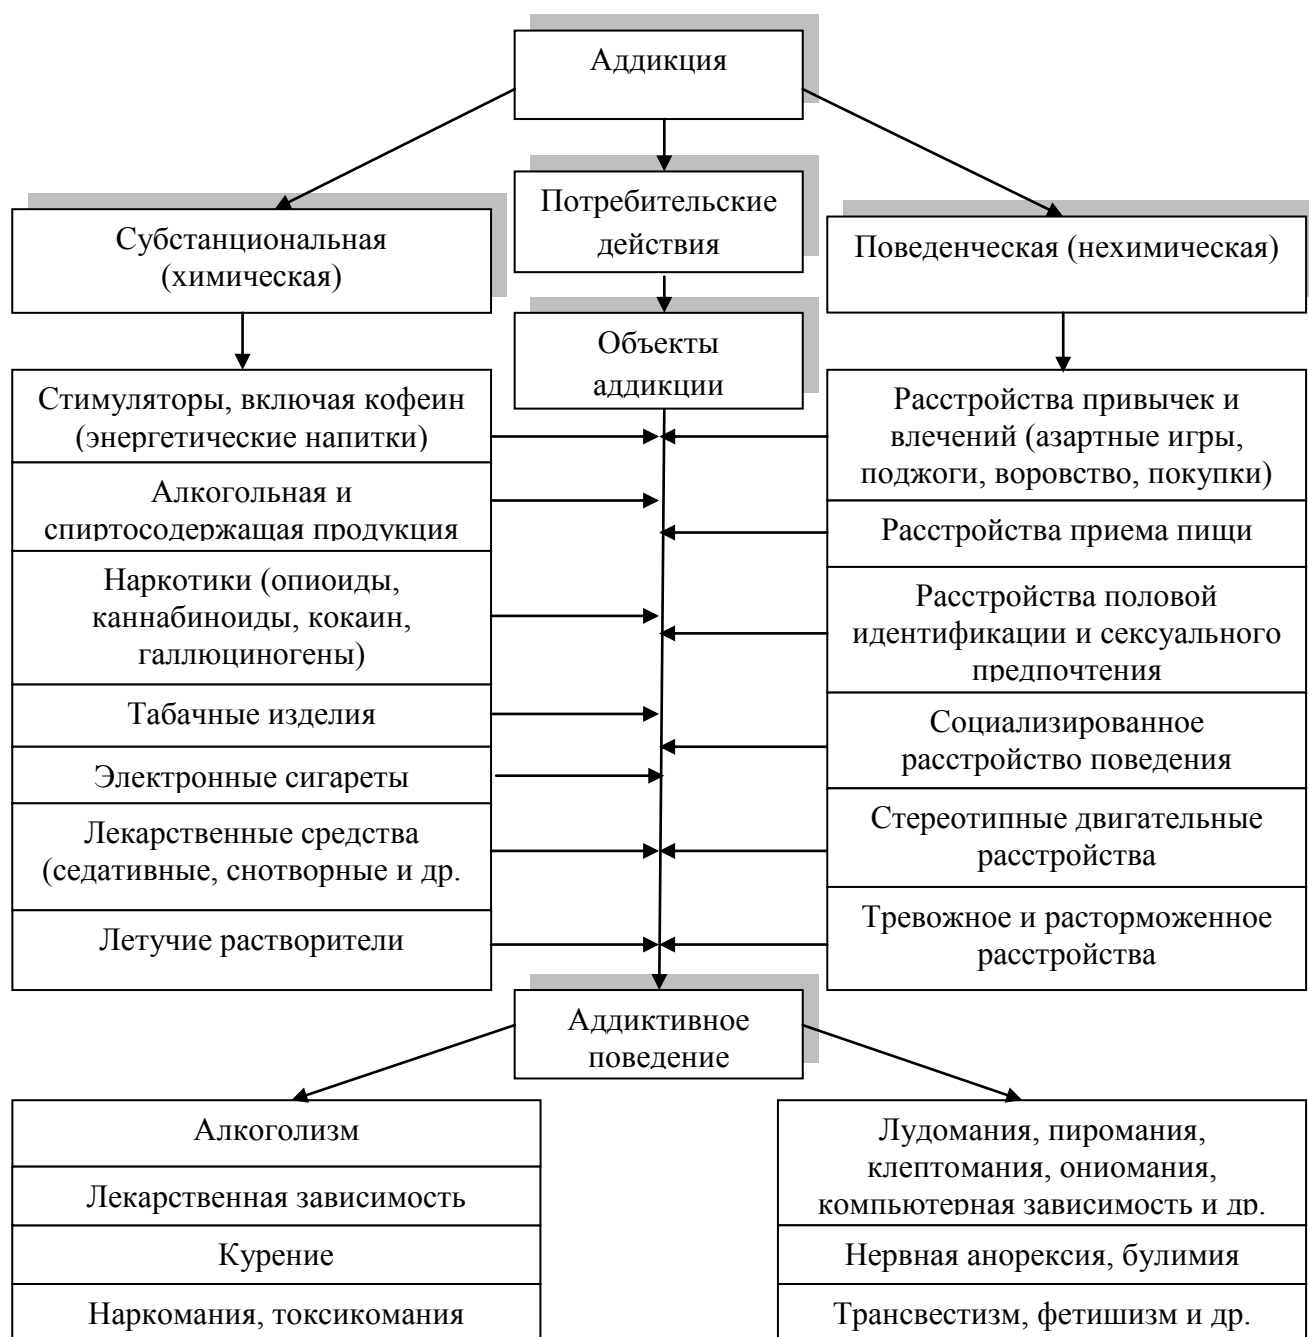 Аддикция
Потребительские
действия
Субстанциональная
(химическая)
Поведенческая (нехимическая)
Объекты
аддикции
Стимуляторы, включая кофеин
(энергетические напитки)
Алкогольная и
спиртосодержащая продукция
Наркотики (опиоиды,
каннабиноиды, кокаин,
галлюциногены)
Табачные изделия
Электронные сигареты
Лекарственные средства
(седативные, снотворные и др.
Летучие растворители
Расстройства привычек и
влечений (азартные игры,
поджоги, воровство, покупки)
Расстройства приема пищи
Расстройства половой
идентификации и сексуального
предпочтения
Социализированное
расстройство поведения
Стереотипные двигательные
расстройства
Тревожное и расторможенное
расстройства
Аддиктивное
поведение
Алкоголизм
Лекарственная зависимость
Курение
Наркомания, токсикомания
Лудомания, пиромания,
клептомания, ониомания,
компьютерная зависимость и др.
Нервная анорексия, булимия
Трансвестизм, фетишизм и др.